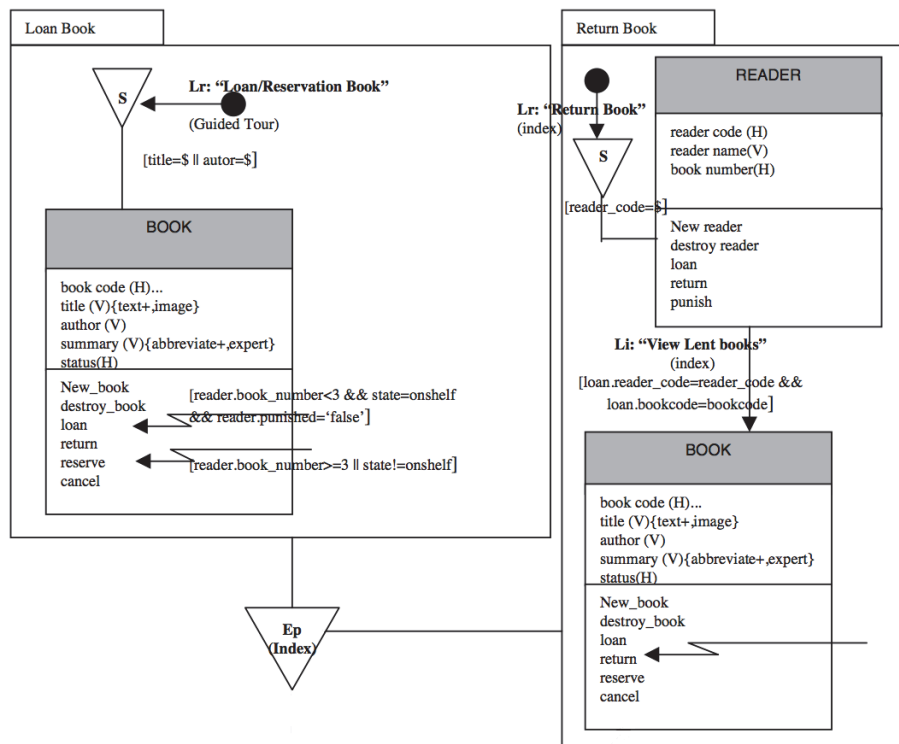 Loan Book
S
Lr: “Loan/Reservation Book”
(Guided Tour)
[title=$ || autor=$]
BOOK
book code (H)...
title (V){text+,image}
author (V)
summary (V){abbreviate+,expert}
status(H)
New_book
destroy_book
loan
return
reserve
cancel
[reader.book_number<3 && state=onshelf
&& reader.punished=‘false’]
[reader.book_number>=3 || state!=onshelf]
Ep
(Index)
Return Book
Lr: “Return Book”
(index)
S
[reader_code=$]
READER
reader code (H)
reader name(V)
book number(H)
New reader
destroy reader
loan
return
punish
Li: “View Lent books”
(index)
[loan.reader_code=reader_code &&
loan.bookcode=bookcode]
BOOK
book code (H)...
title (V){text+,image}
author (V)
summary (V){abbreviate+,expert}
status(H)
New_book
destroy_book
loan
return
reserve
cancel